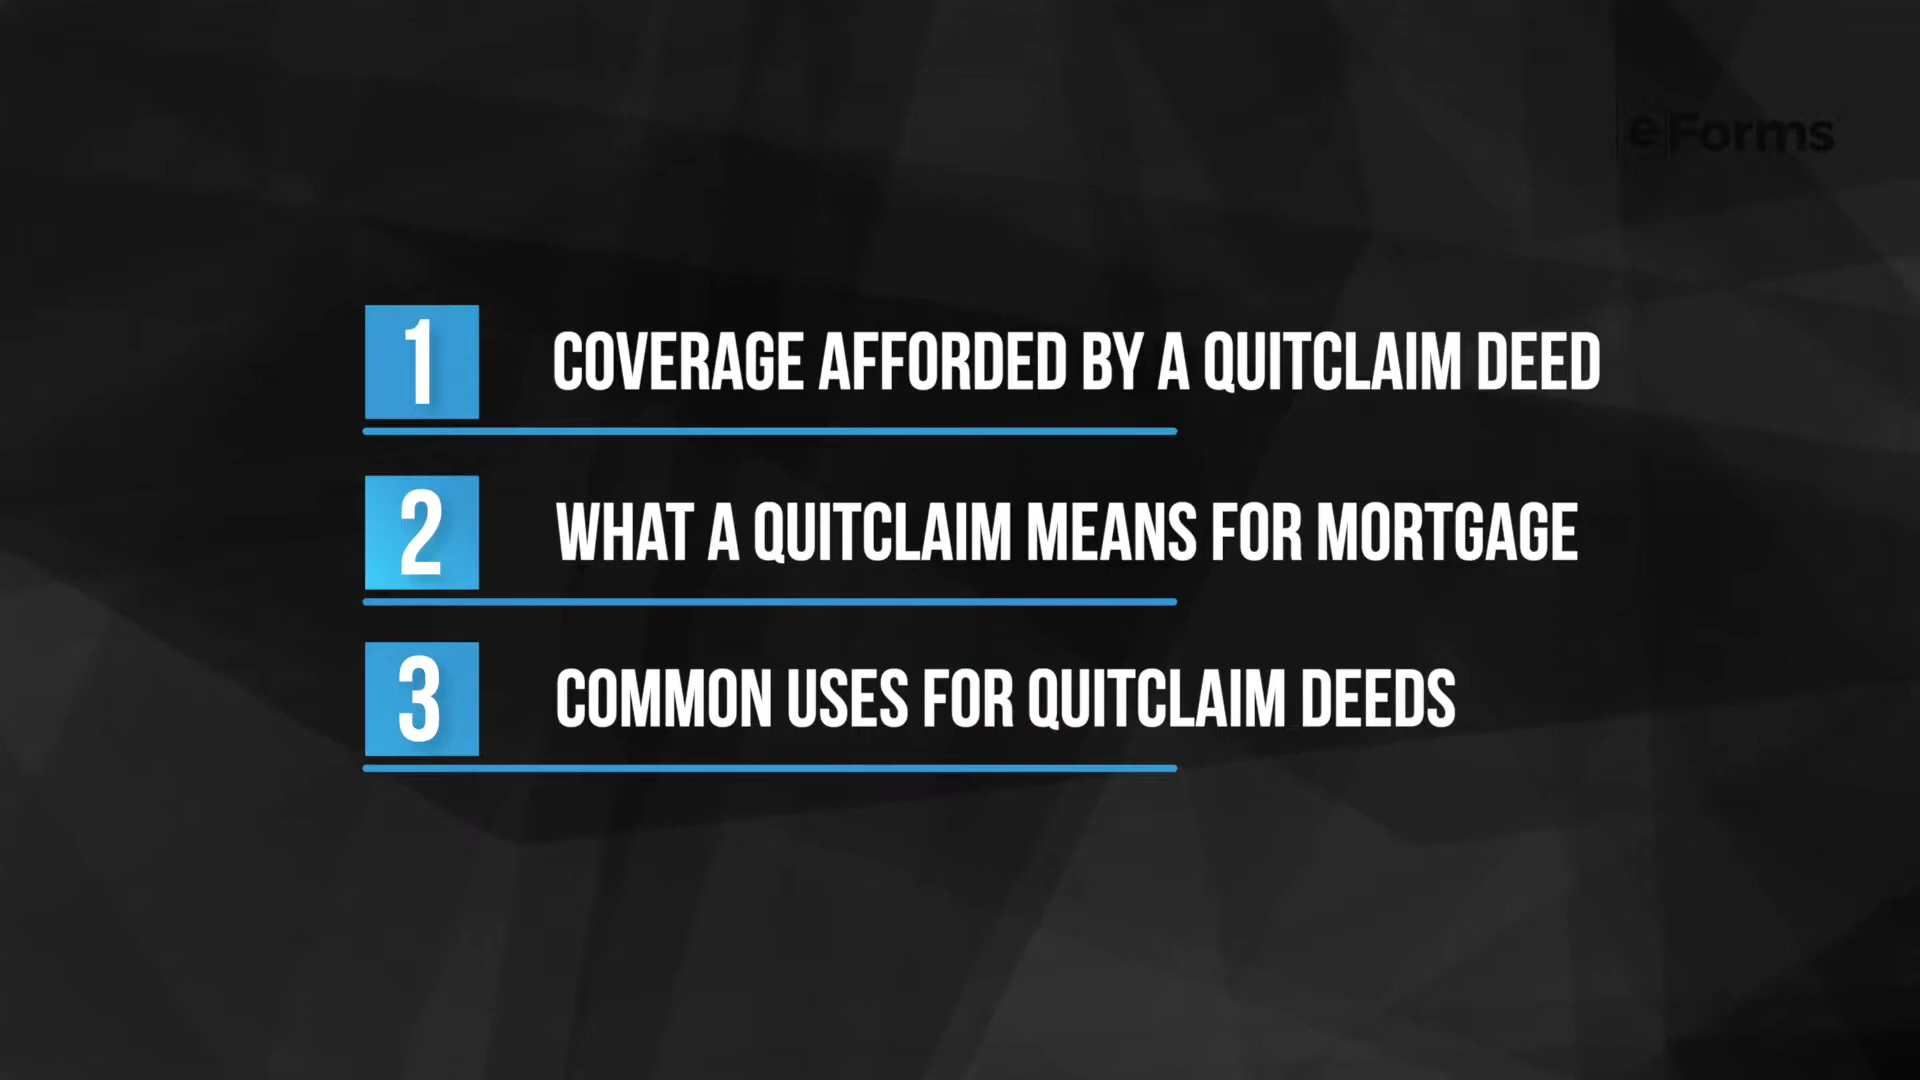 eForms
1 COVERAGE AFFORDED BY A QUITCLAIM DEED
2 WHAT A QUITCLAIM MEANS FOR MORTGAGE
3 COMMON USES FOR QUITCLAIM DEEDS